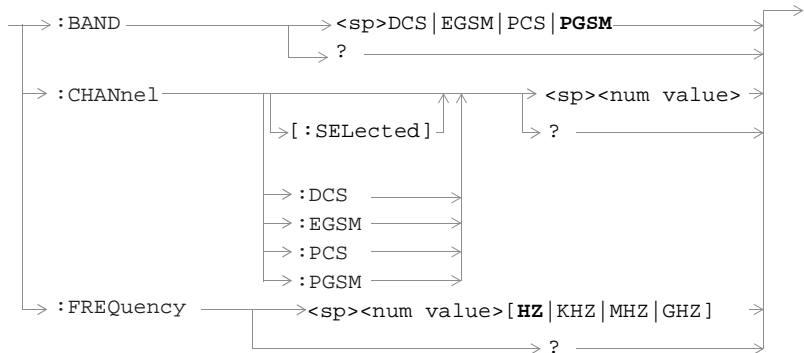 :BAND <sp>DCS|EGSM|PCS|PGSM
?
:CHANnel <sp><num value>
[:SELected] ?
:DCS
:EGSM
:PCS
:PGSM
:FREQuency <sp><num value>[HZ|KHZ|MHZ|GHZ]
?